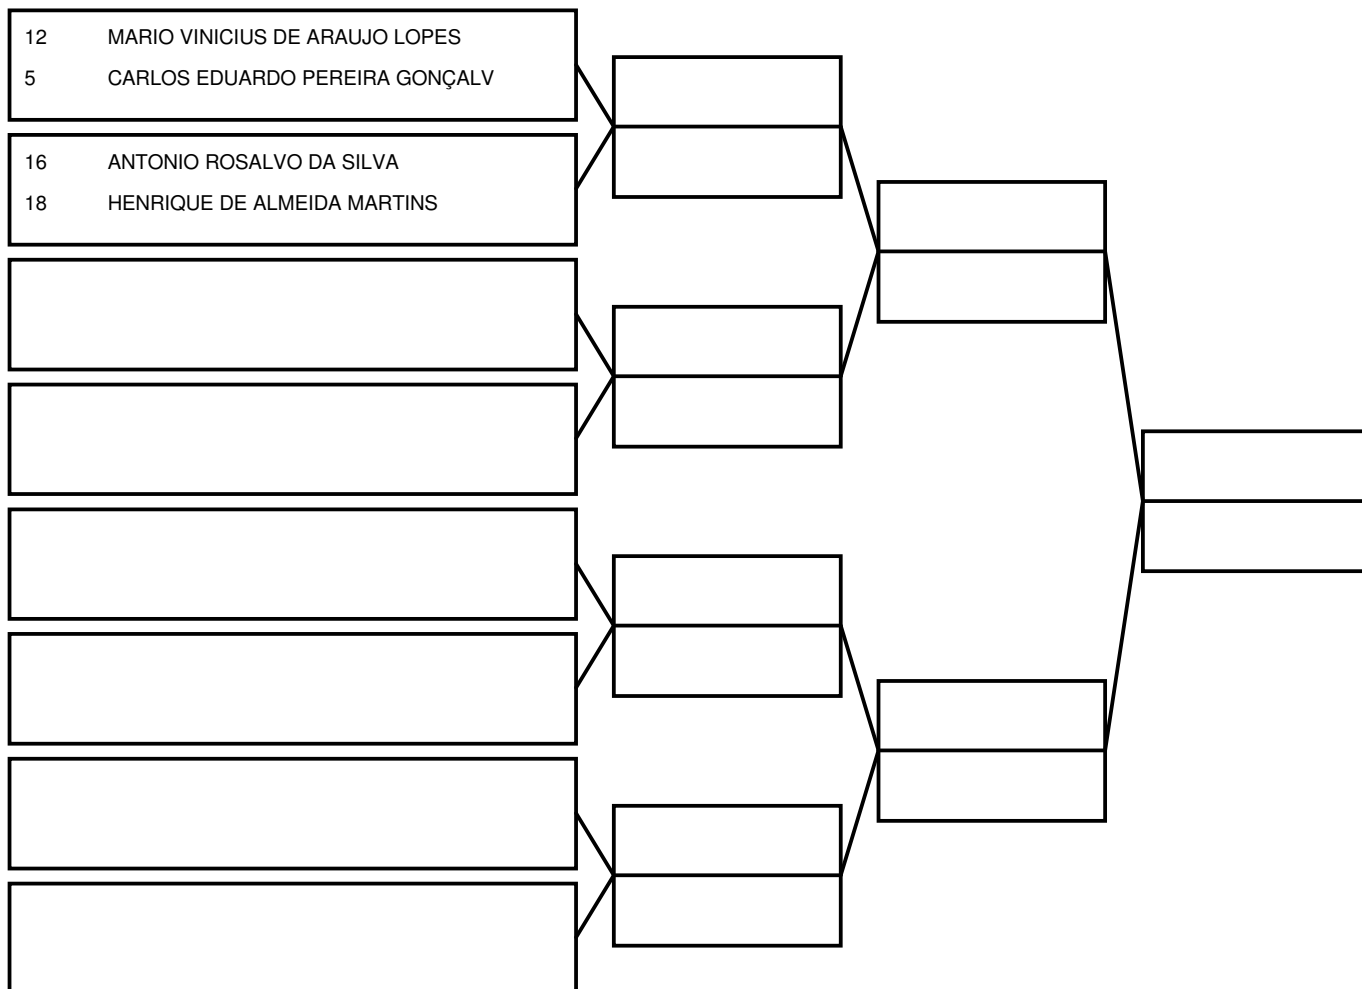 12 MARIO VINICIUS DE ARAUJO LOPES
5 CARLOS EDUARDO PEREIRA GONÇALV
16 ANTONIO ROSALVO DA SILVA
18 HENRIQUE DE ALMEIDA MARTINS